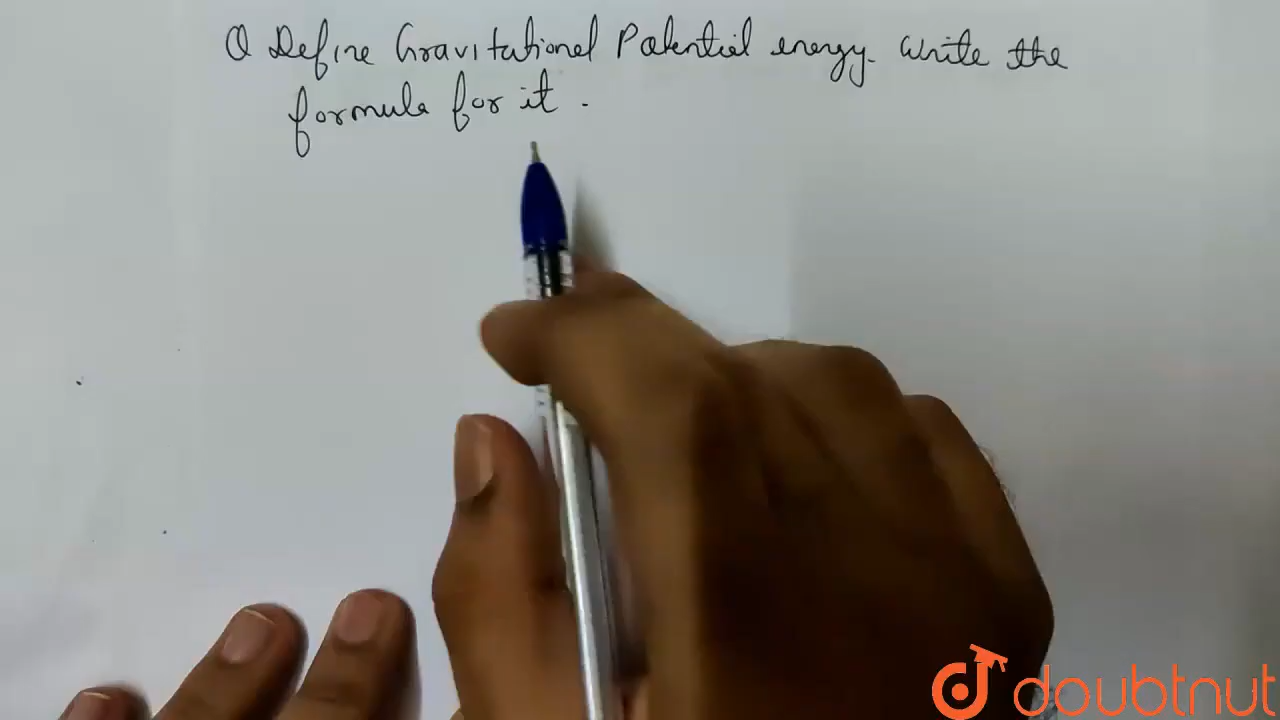 Q Define Gravitational Potential energy. Write the
formula for it.
doubtnut